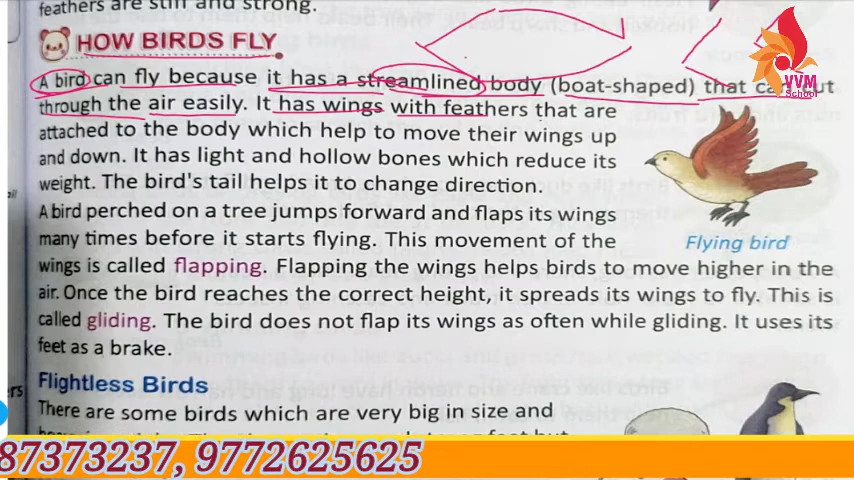 feathers are still and strong.
HOW BIRDS FLY
A bird can fly because it has a streamlined body (boat-shaped) that can cut
through the air easily. It has wings with feathers that are
attached to the body which help to move their wings up
and down. It has light and hollow bones which reduce its
weight. The bird's tail helps it to change direction.
A bird perched on a tree jumps forward and flaps its wings
many times before it starts flying. This movement of the
wings is called flapping. Flapping the wings helps birds to move higher in the
air. Once the bird reaches the correct height, it spreads its wings to fly. This is
called gliding. The bird does not flap its wings as often while gliding. It uses its
feet as a brake.
Flying bird
Flightless Birds
There are some birds which are very big in size and
VVM
School
87373237, 9772625625